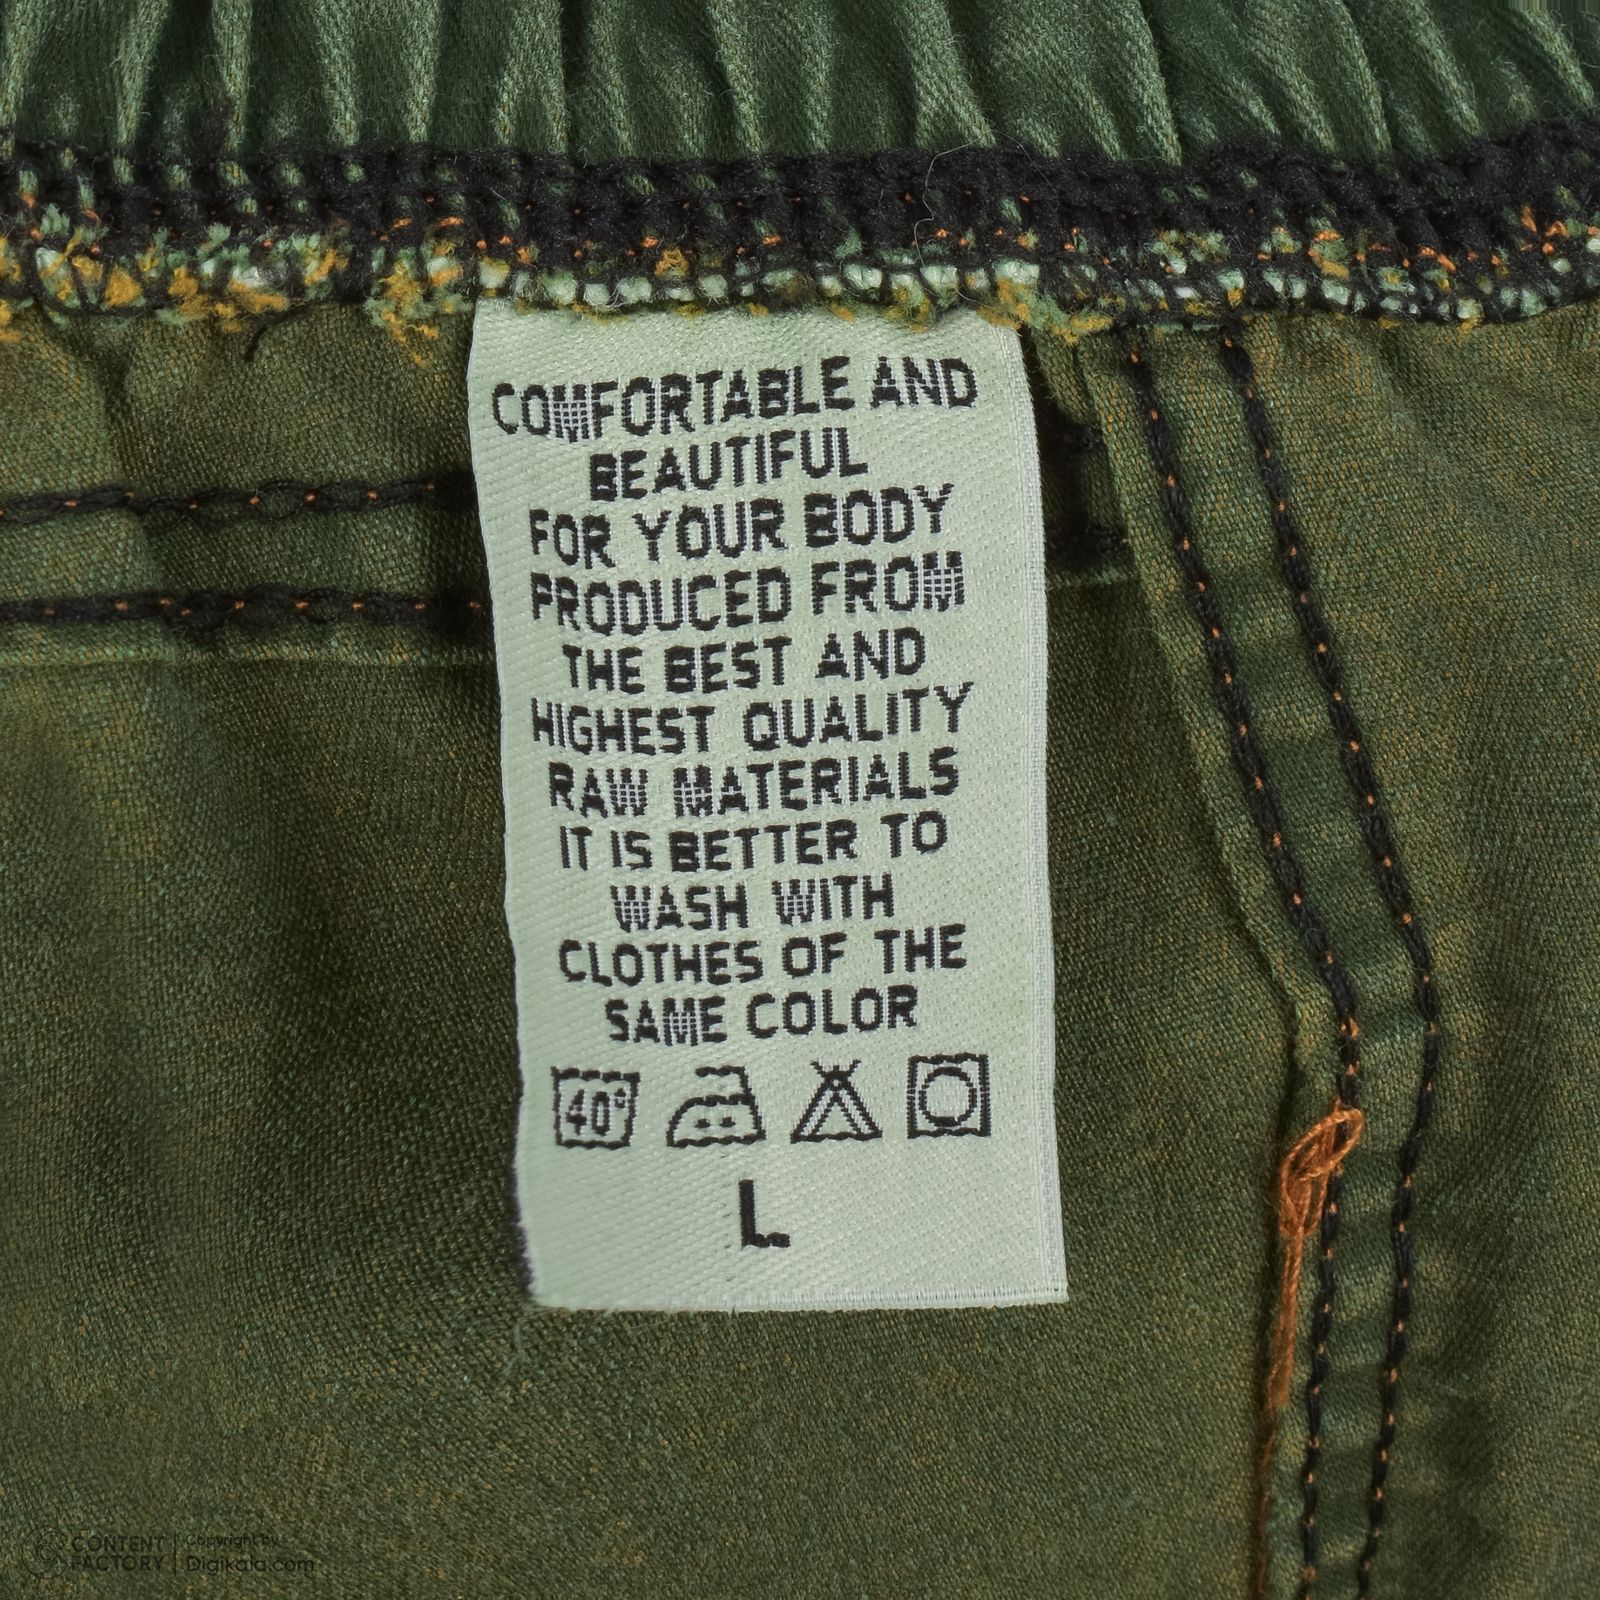 COMFORTABLE AND
BEAUTIFUL
FOR YOUR BODY
PRODUCED FROM
THE BEST AND
HIGHEST QUALITY
RAW MATERIALS
IT IS BETTER TO
WASH WITH
CLOTHES OF THE
SAME COLOR
40°
L
CONTENT FACTORY
Copyright by
Digikala.com